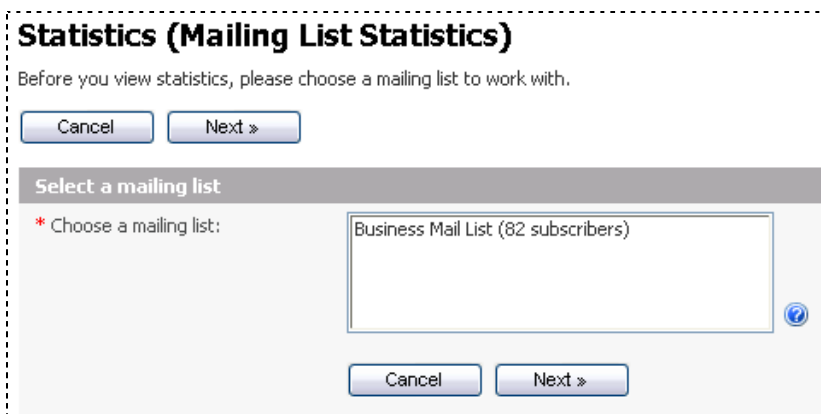 Statistics (Mailing List Statistics)
Before you view statistics, please choose a mailing list to work with.
Cancel Next »
Select a mailing list
* Choose a mailing list: Business Mail List (82 subscribers)
?
Cancel Next »